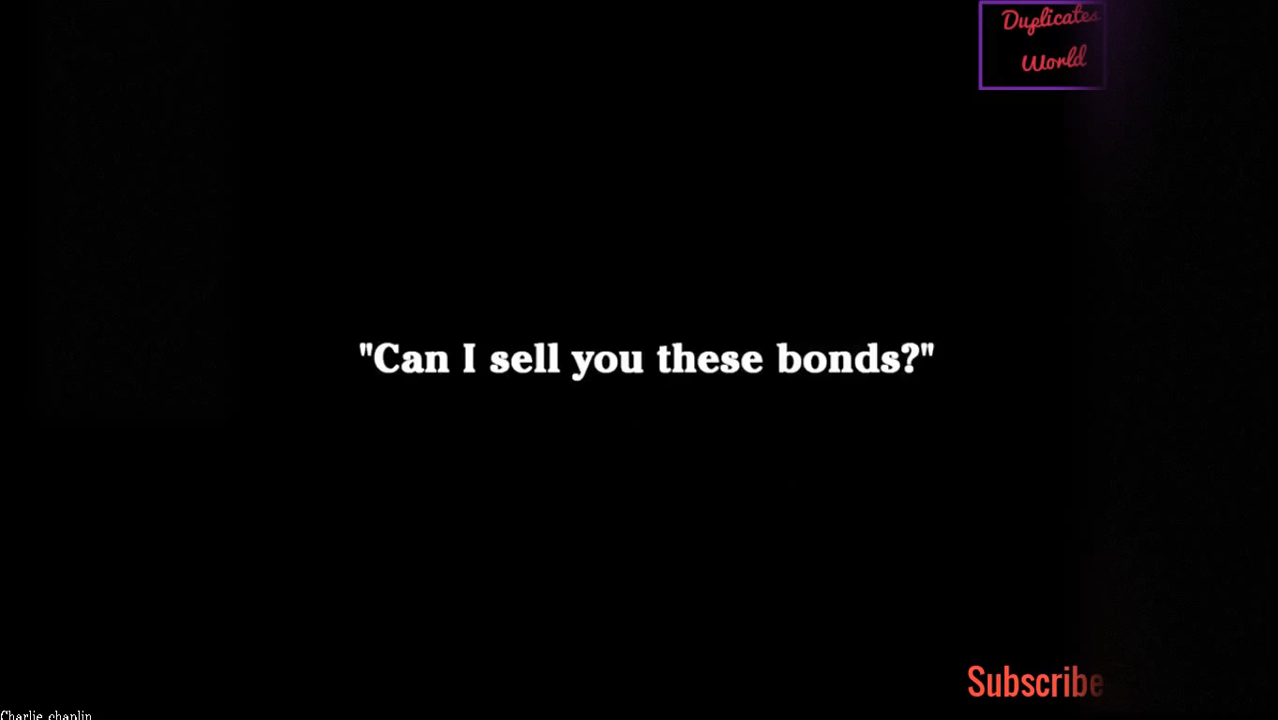 Duplicates
World
"Can I sell you these bonds?"
Subscribe
Charlie chaplin